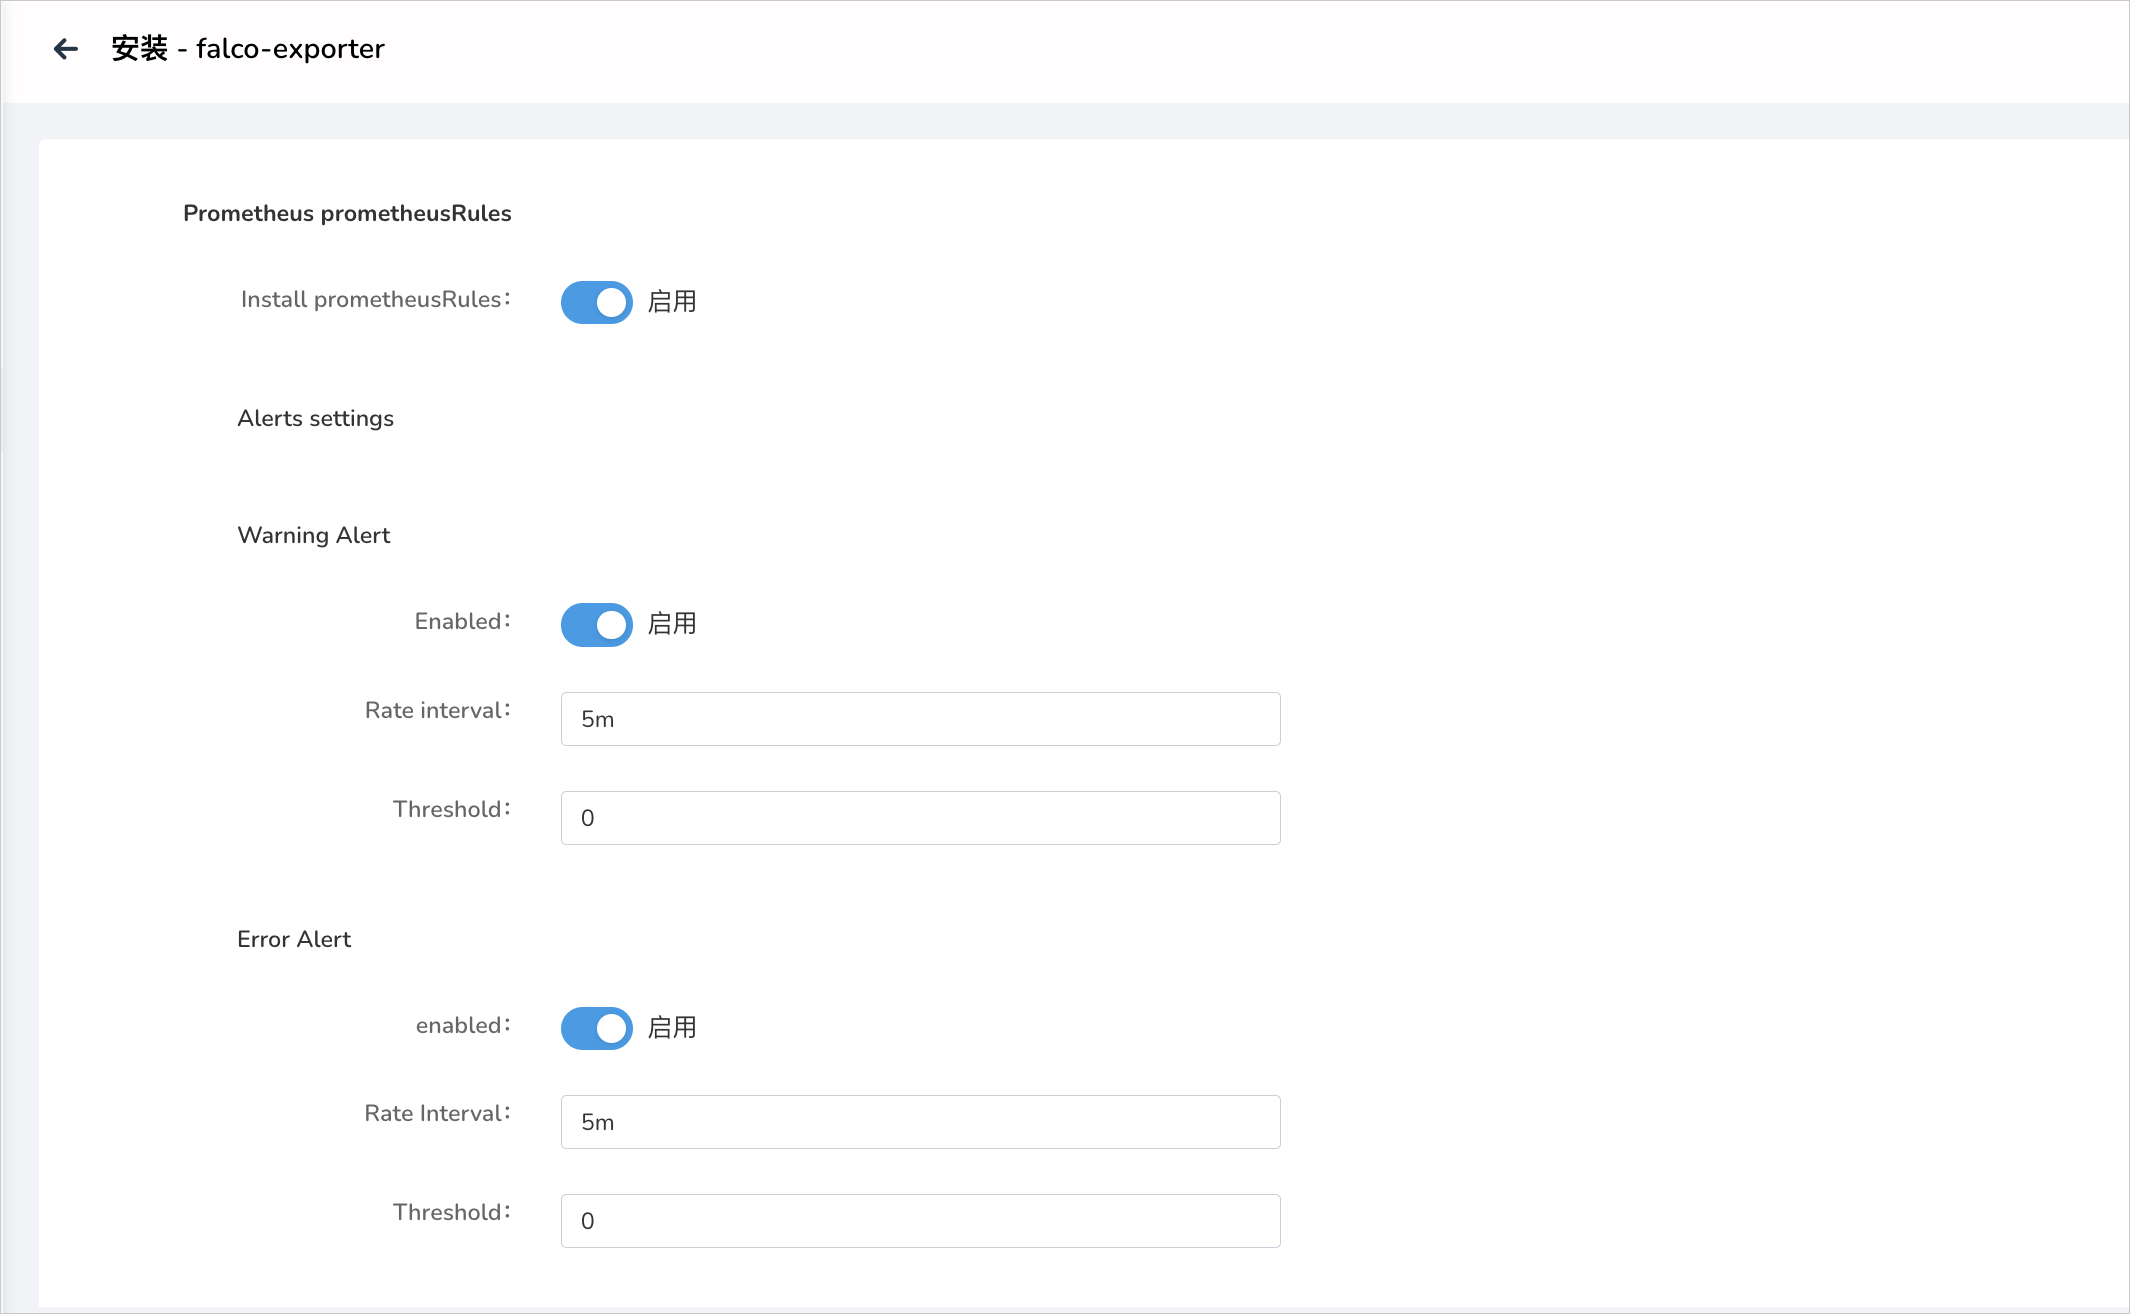 安装 - falco-exporter
Prometheus prometheusRules
Install prometheusRules： 启用
Alerts settings
Warning Alert
Enabled： 启用
Rate interval： 5m
Threshold： 0
Error Alert
enabled： 启用
Rate Interval： 5m
Threshold： 0